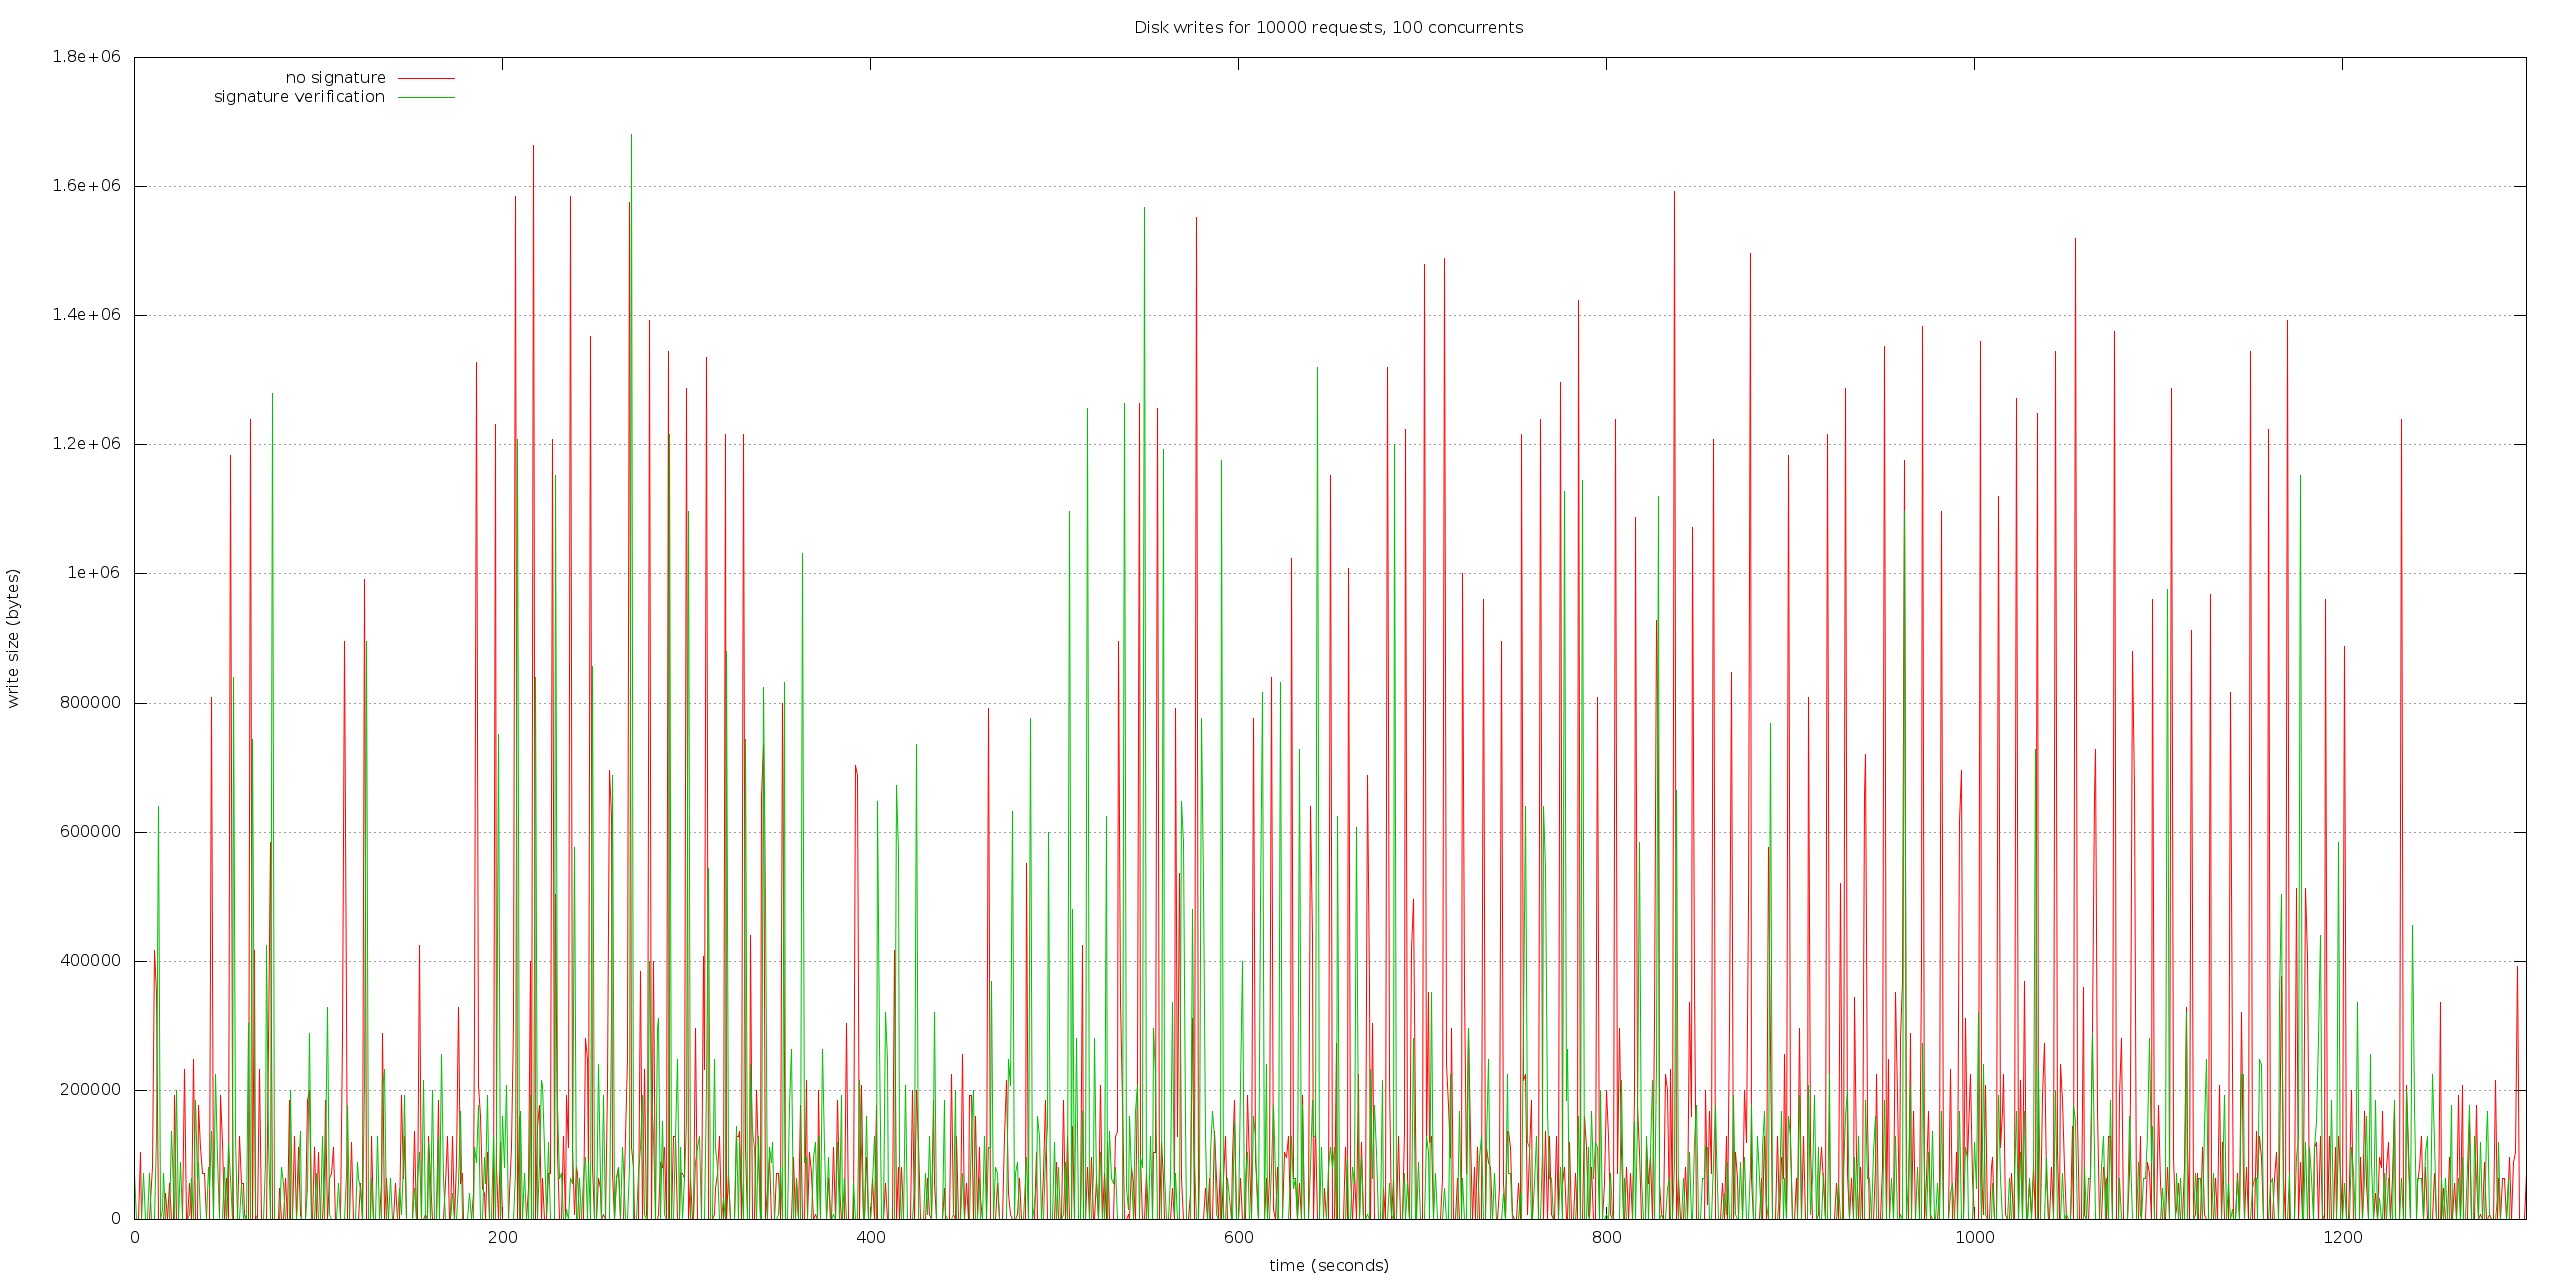 Disk writes for 10000 requests, 100 concurrents
1.8e+06
no signature
signature verification
1.6e+06
1.4e+06
1.2e+06
1e+06
800000
600000
400000
200000
0
write size (bytes)
0 200 400 600 800 1000 1200
time (seconds)